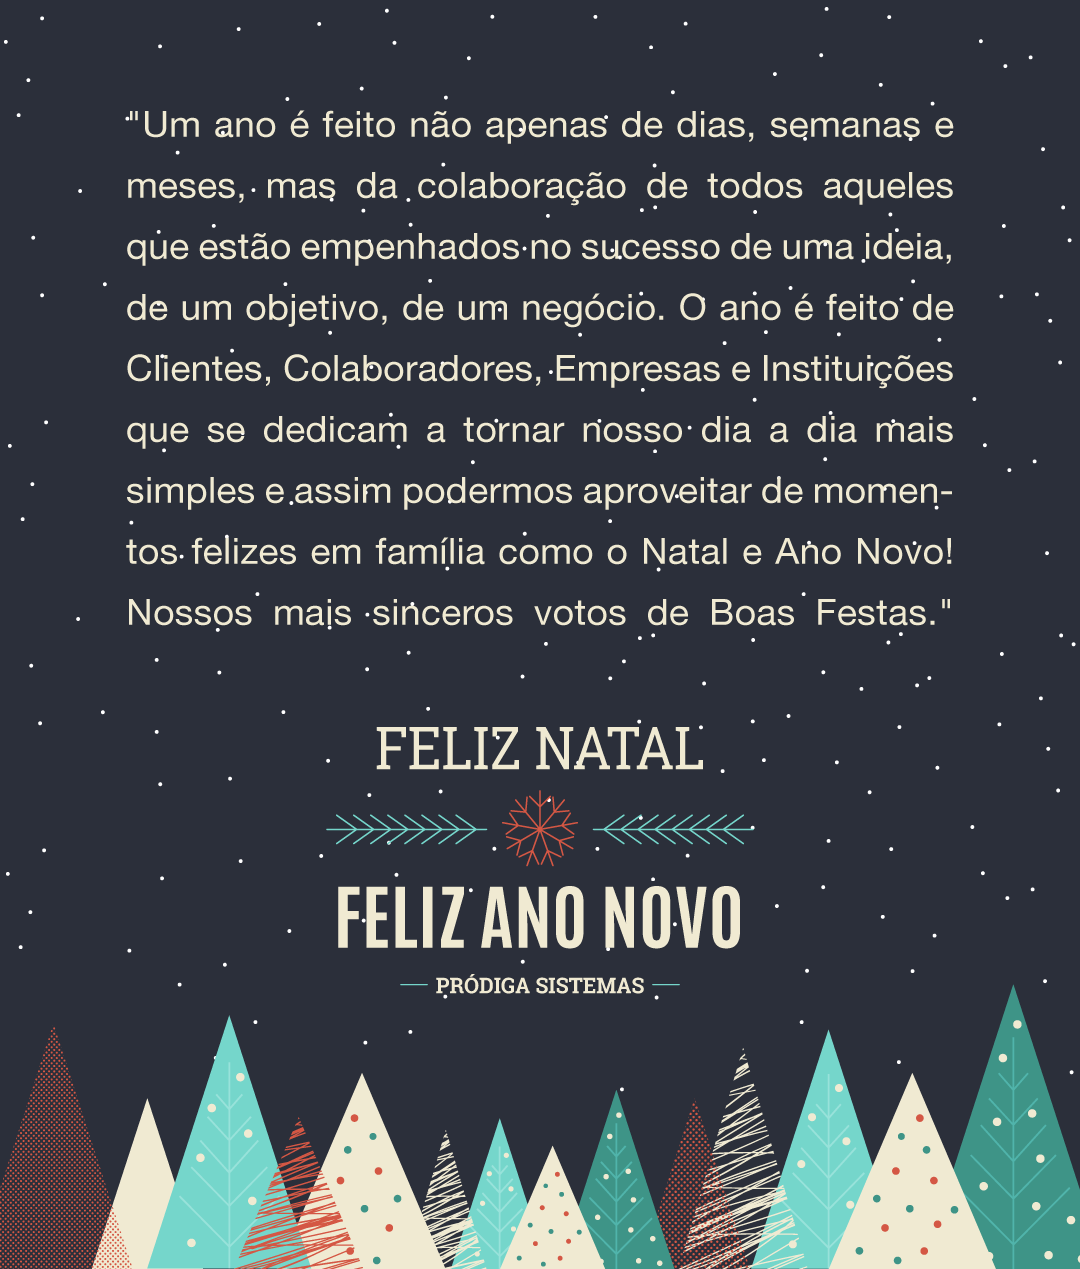 "Um ano é feito não apenas de dias, semanas e
meses, mas da colaboração de todos aqueles
que estão empenhados no sucesso de uma ideia,
de um objetivo, de um negócio. O ano é feito de
Clientes, Colaboradores, Empresas e Instituições
que se dedicam a tornar nosso dia a dia mais
simples e assim podermos aproveitar de momen-
tos felizes em família como o Natal e Ano Novo!
Nossos mais sinceros votos de Boas Festas."
FELIZ NATAL
FELIZ ANO NOVO
PRÓDIGA SISTEMAS